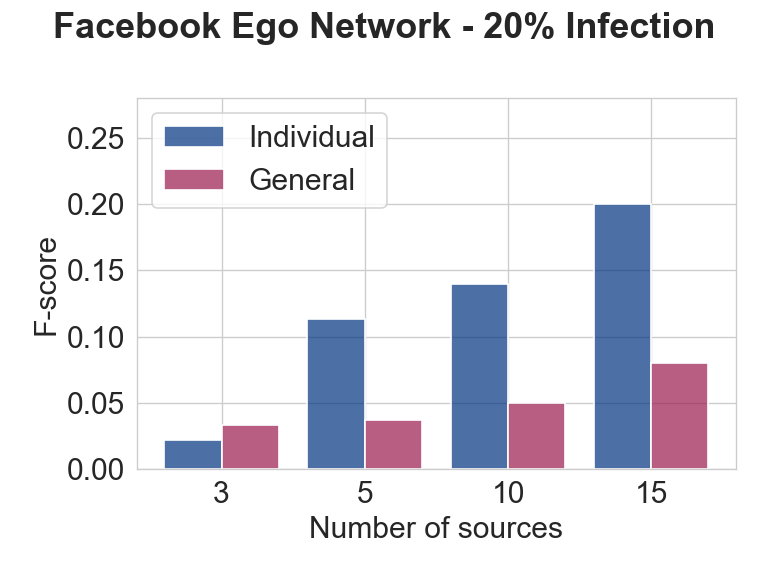 Facebook Ego Network - 20% Infection
Individual
General
0.25
0.20
0.15
0.10
0.05
0.00
F-score
3 5 10 15
Number of sources